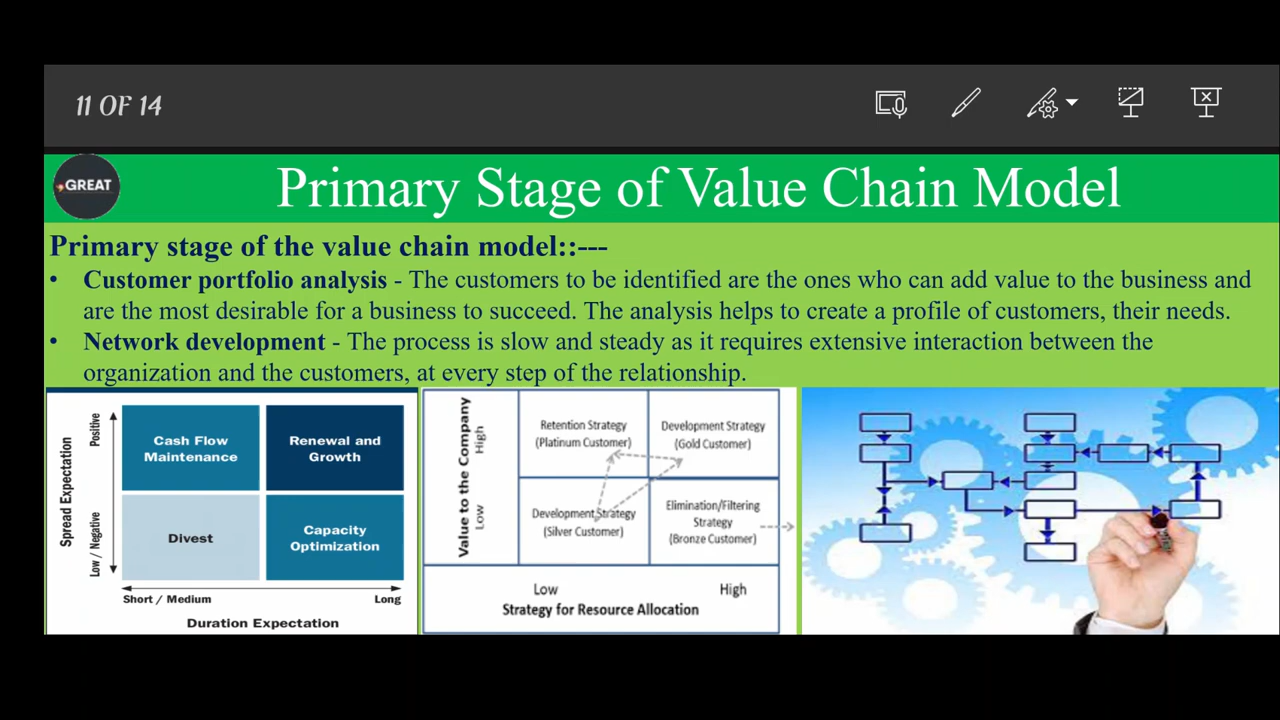 11 OF 14
GREAT
Primary Stage of Value Chain Model
Primary stage of the value chain model::---
• Customer portfolio analysis - The customers to be identified are the ones who can add value to the business and
are the most desirable for a business to succeed. The analysis helps to create a profile of customers, their needs.
• Network development - The process is slow and steady as it requires extensive interaction between the
organization and the customers, at every step of the relationship.
Spread Expectation
Positive
Low / Negative
Cash Flow
Maintenance
Renewal and
Growth
Divest
Capacity
Optimization
Short / Medium
Long
Duration Expectation
Value to the Company
High
Low
Retention Strategy
(Platinum Customer)
Development Strategy
(Gold Customer)
Development Strategy
(Silver Customer)
Elimination/Filtering
Strategy
(Bronze Customer)
Low
High
Strategy for Resource Allocation